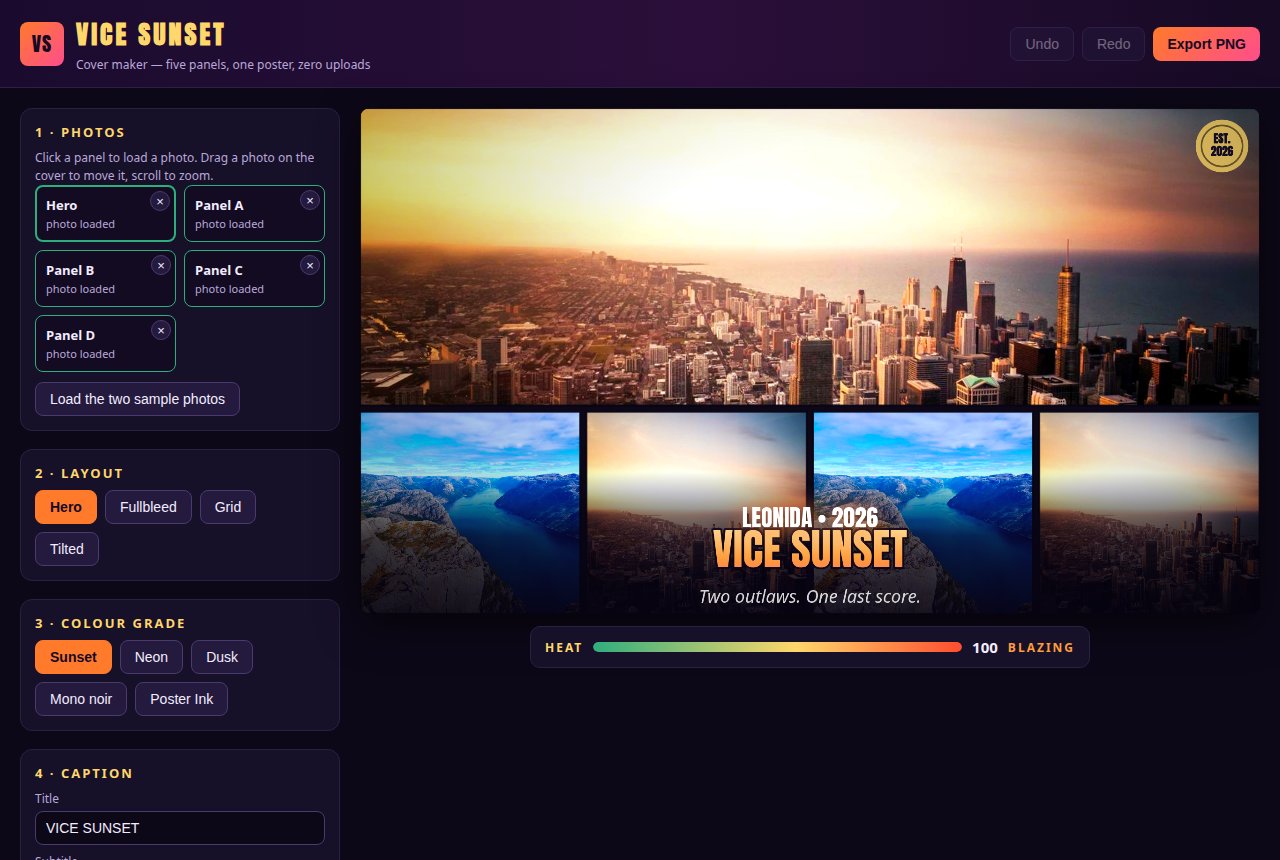 VS
VICE SUNSET
Cover maker — five panels, one poster, zero uploads
Undo
Redo
Export PNG
1 · PHOTOS
Click a panel to load a photo. Drag a photo on the
cover to move it, scroll to zoom.
Hero
×
photo loaded
Panel A
×
photo loaded
Panel B
×
photo loaded
Panel C
×
photo loaded
Panel D
×
photo loaded
Load the two sample photos
2 · LAYOUT
Hero
Fullbleed
Grid
Tilted
3 · COLOUR GRADE
Sunset
Neon
Dusk
Mono noir
Poster Ink
4 · CAPTION
Title
VICE SUNSET
Subtitle
EST.
2026
LEONIDA • 2026
VICE SUNSET
Two outlaws. One last score.
HEAT
100
BLAZING